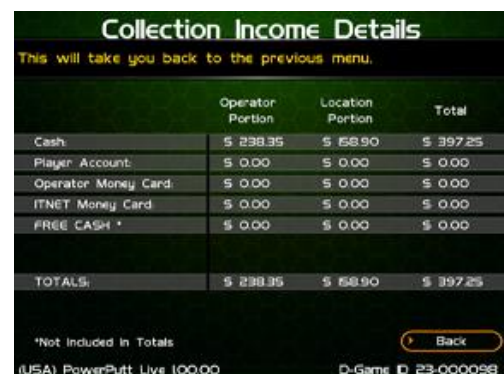 Collection Income Details
This will take you back to the previous menu.
Operator Portion Location Portion Total
Cash: $ 238.35 $ 158.90 $ 397.25
Player Account: $ 0.00 $ 0.00 $ 0.00
Operator Money Card: $ 0.00 $ 0.00 $ 0.00
ITNET Money Card: $ 0.00 $ 0.00 $ 0.00
FREE CASH * $ 0.00 $ 0.00 $ 0.00
TOTALS: $ 238.35 $ 158.90 $ 397.25
*Not Included in Totals
Back
(USA) PowerPutt Live 1.00.00 D-Game ID 23-000098